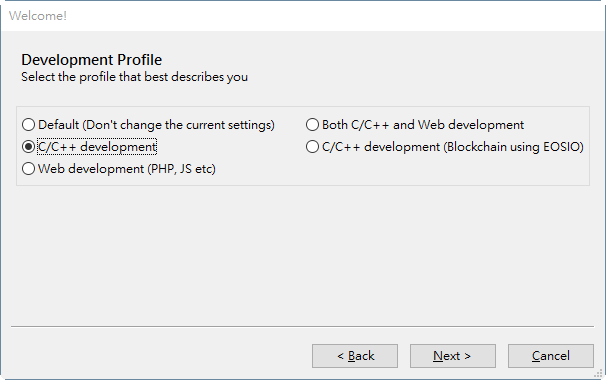 Welcome!
Development Profile
Select the profile that best describes you
Default (Don't change the current settings)
Both C/C++ and Web development
C/C++ development
C/C++ development (Blockchain using EOSIO)
Web development (PHP, JS etc)
< Back
Next >
Cancel